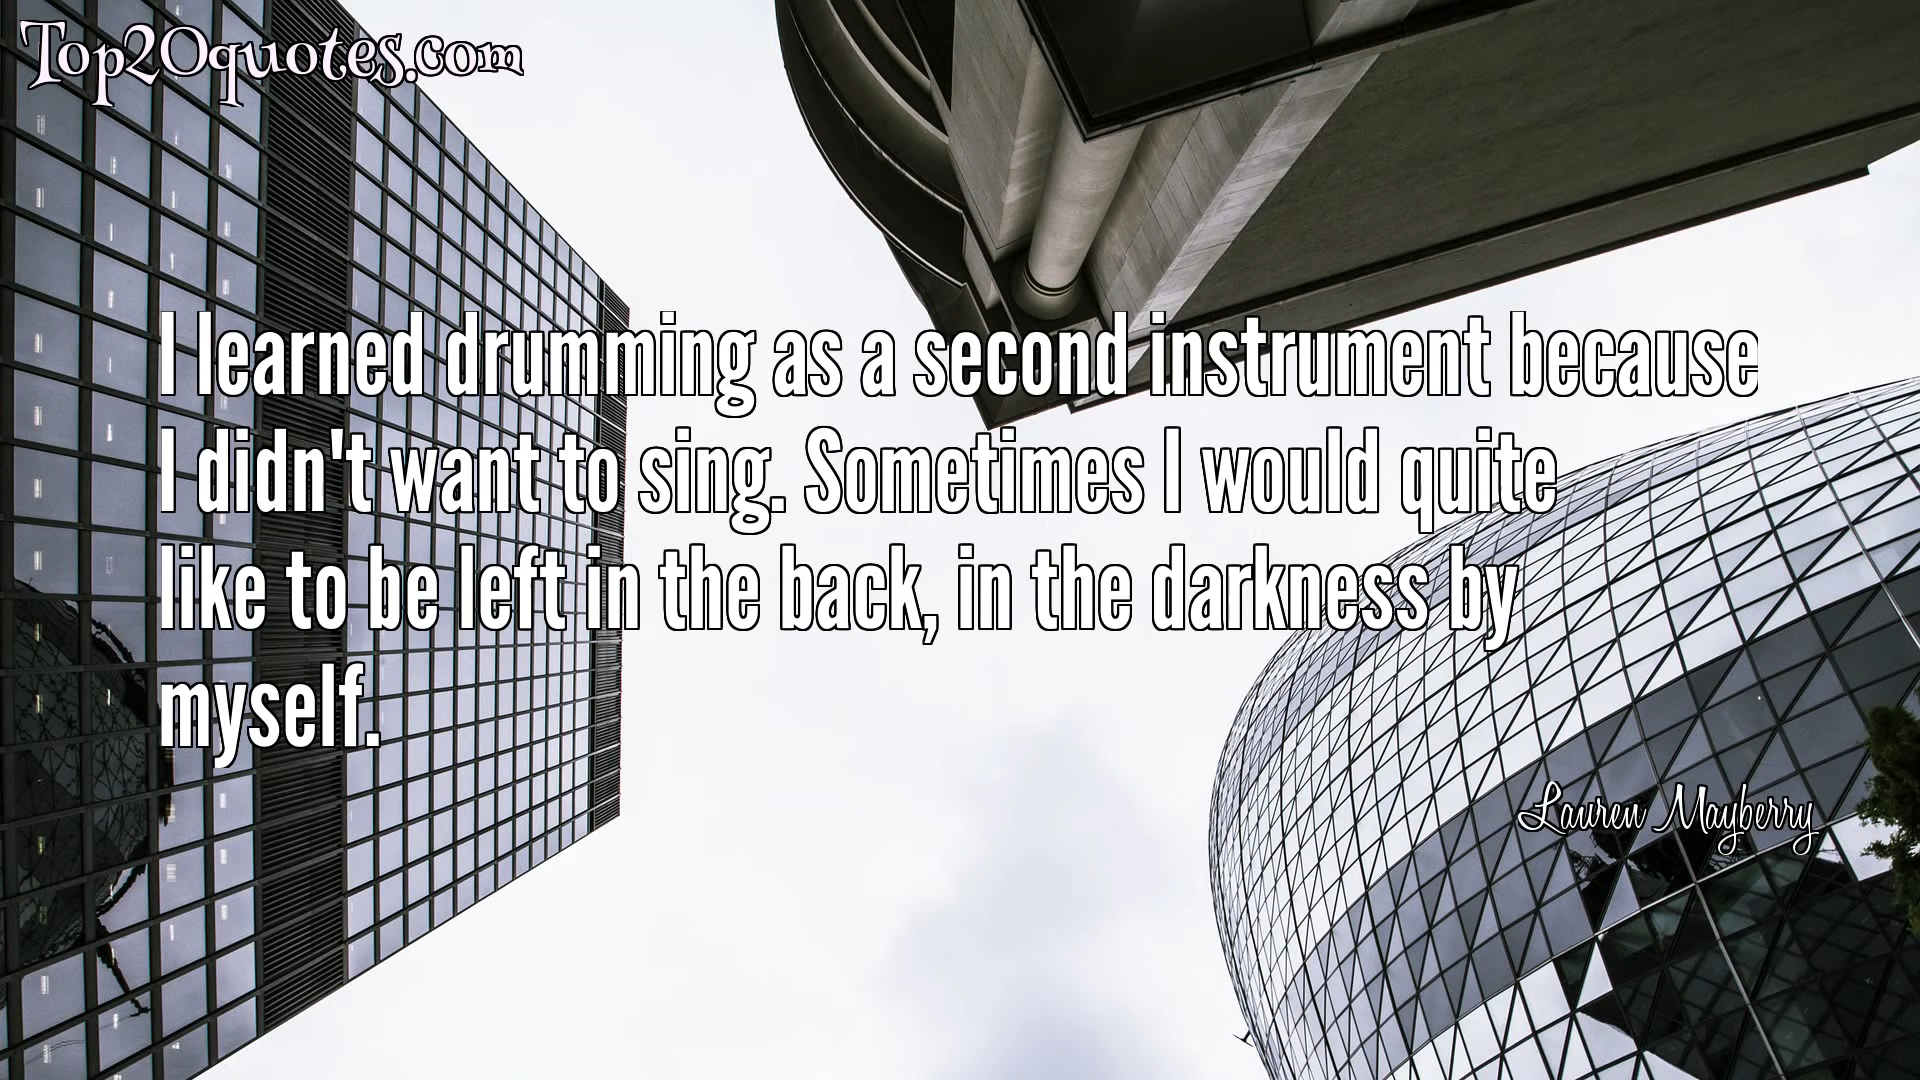 Top20quotes.com
I learned drumming as a second instrument because
I didn't want to sing. Sometimes I would quite
like to be left in the back, in the darkness by
myself.
Lauren Mayberry